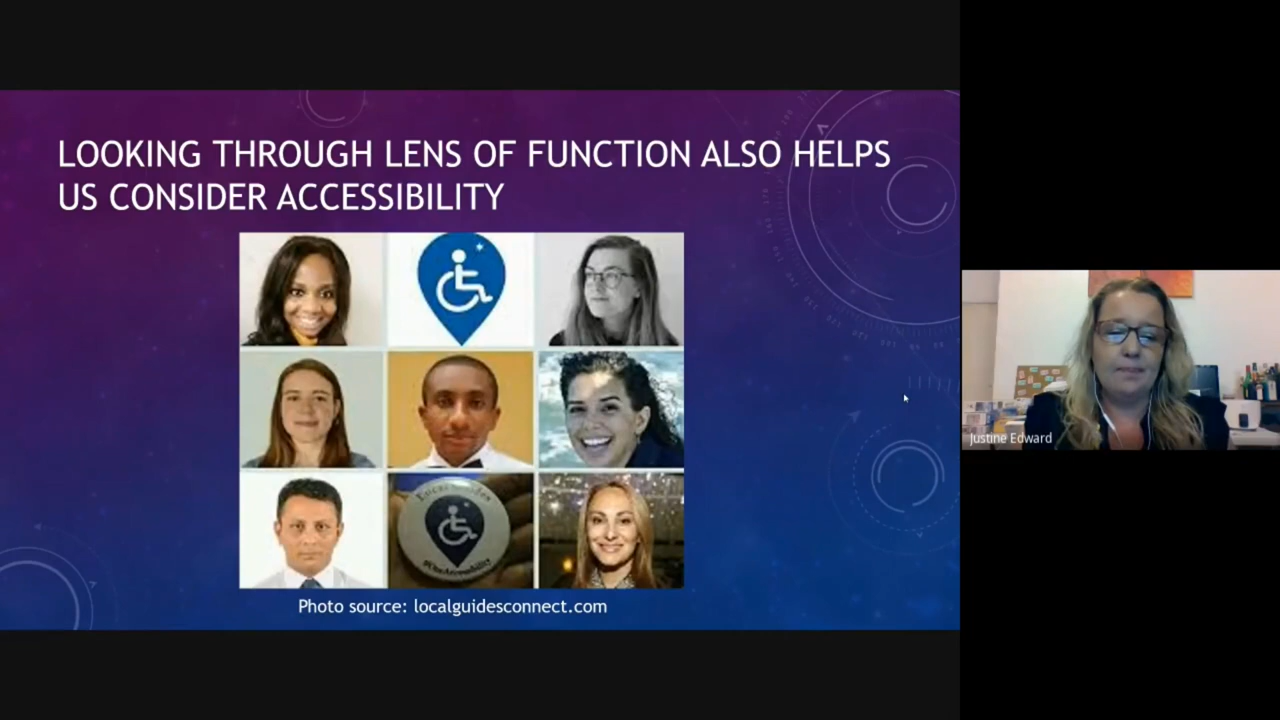 LOOKING THROUGH LENS OF FUNCTION ALSO HELPS
US CONSIDER ACCESSIBILITY
Photo source: localguidesconnect.com
Justine Edward